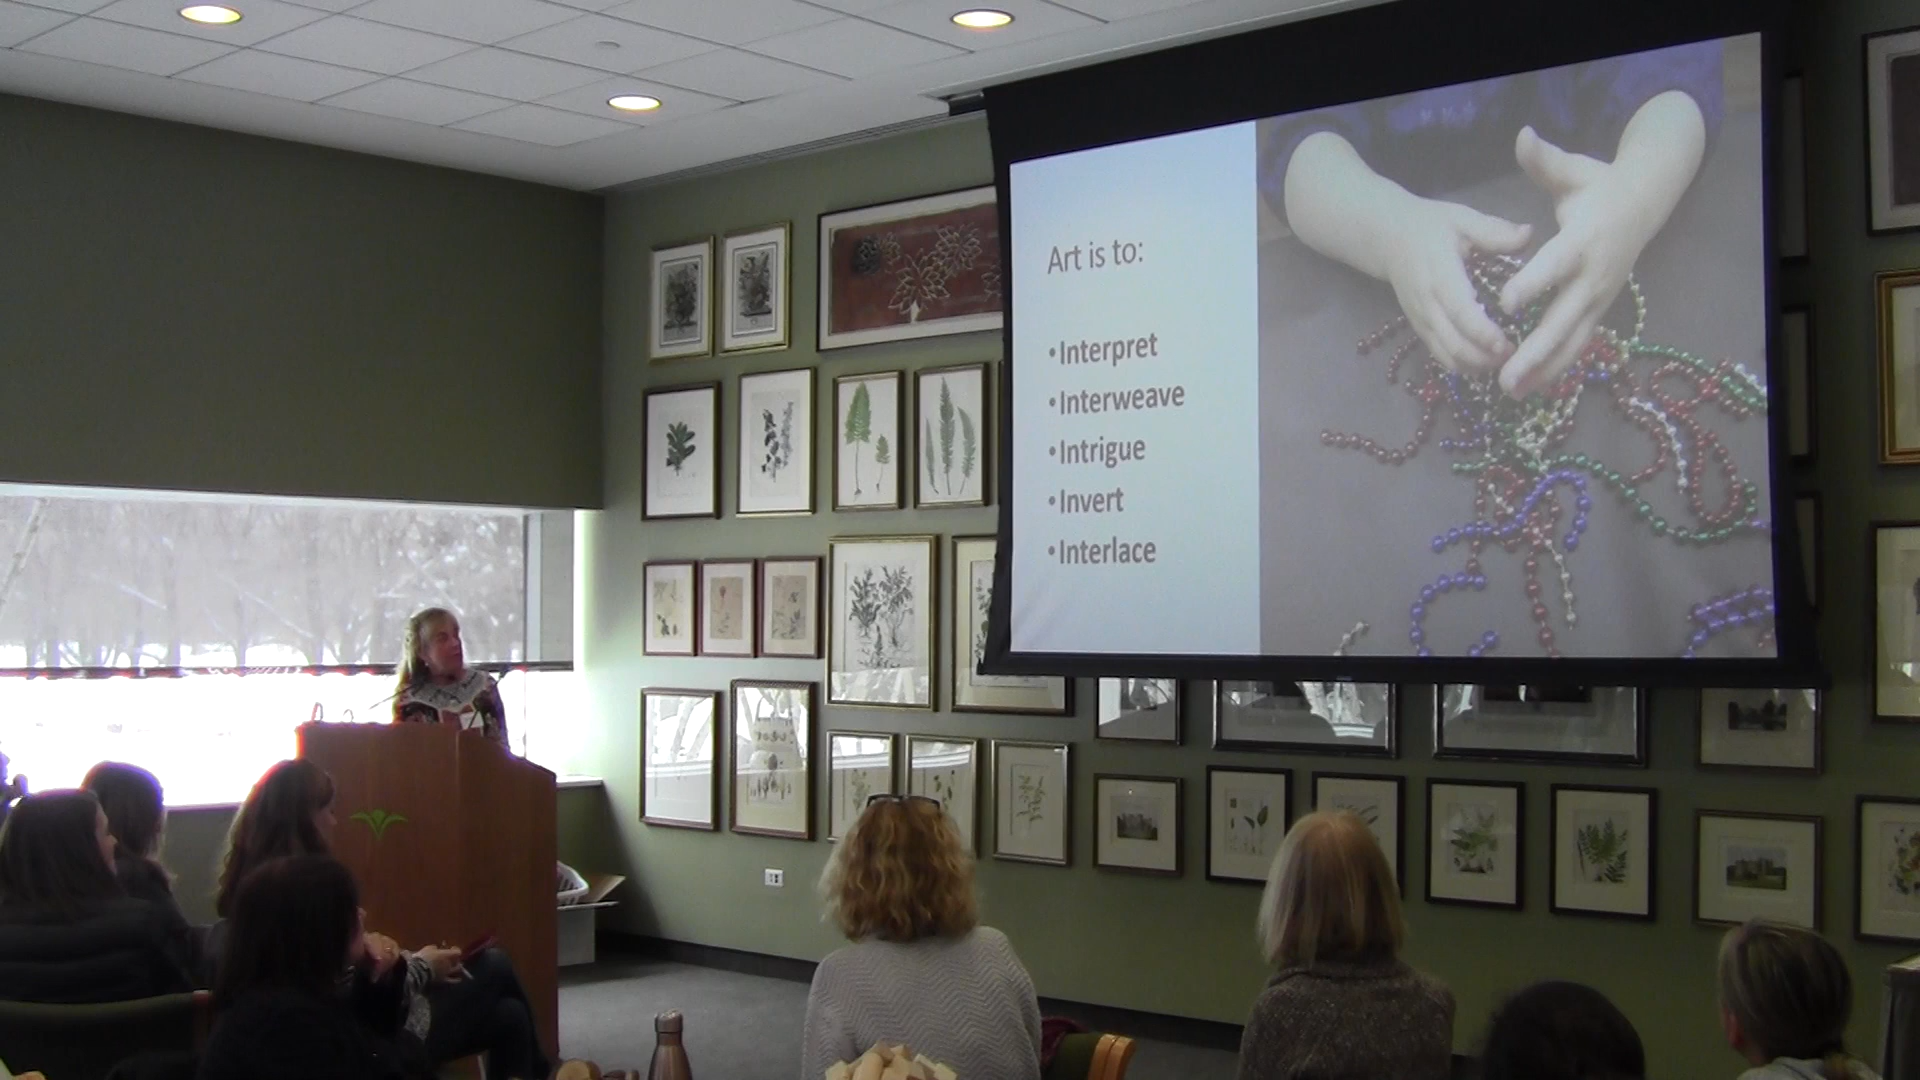 Art is to:
•Interpret
•Interweave
•Intrigue
•Invert
•Interlace